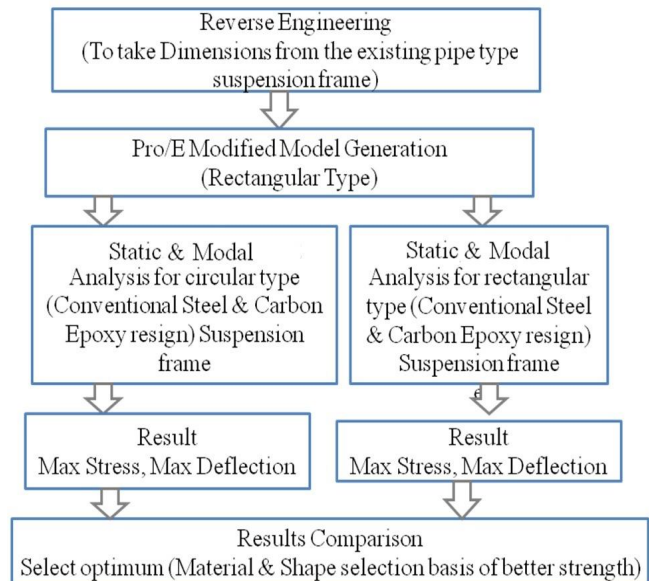 Reverse Engineering
(To take Dimensions from the existing pipe type
suspension frame)
Pro/E Modified Model Generation
(Rectangular Type)
Static & Modal
Analysis for circular type
(Conventional Steel & Carbon
Epoxy resign) Suspension
frame
Static & Modal
Analysis for rectangular
type (Conventional Steel
& Carbon Epoxy resign)
Suspension frame
e
Result
Max Stress, Max Deflection
Result
Max Stress, Max Deflection
Results Comparison
Select optimum (Material & Shape selection basis of better strength)